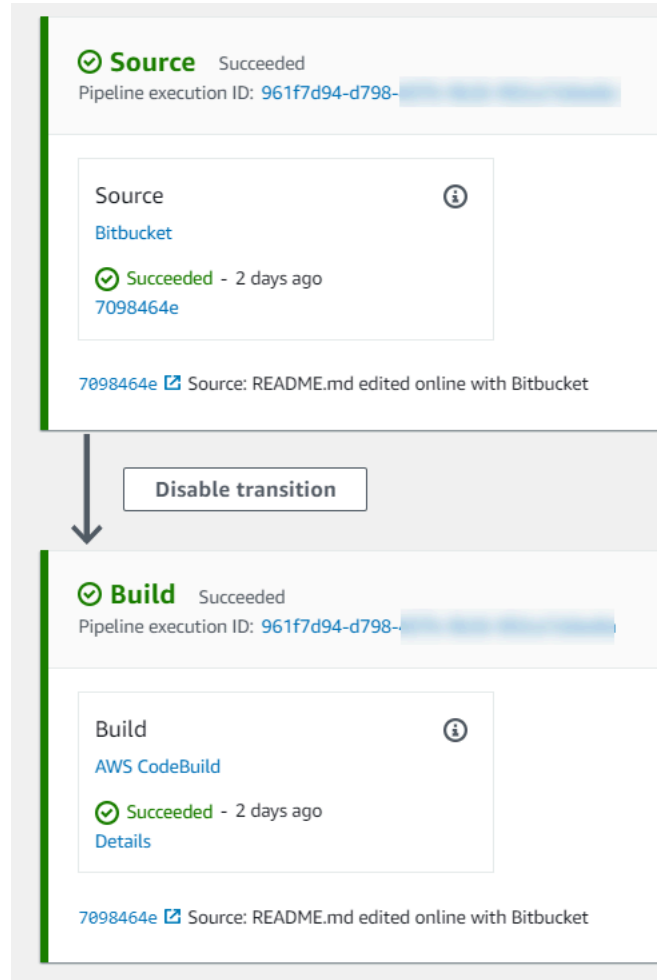 Source Succeeded
Pipeline execution ID: 961f7d94-d798-
Source
Bitbucket
Succeeded - 2 days ago
7098464e
7098464e Source: README.md edited online with Bitbucket
Disable transition
Build Succeeded
Pipeline execution ID: 961f7d94-d798-
Build
AWS CodeBuild
Succeeded - 2 days ago
Details
7098464e Source: README.md edited online with Bitbucket